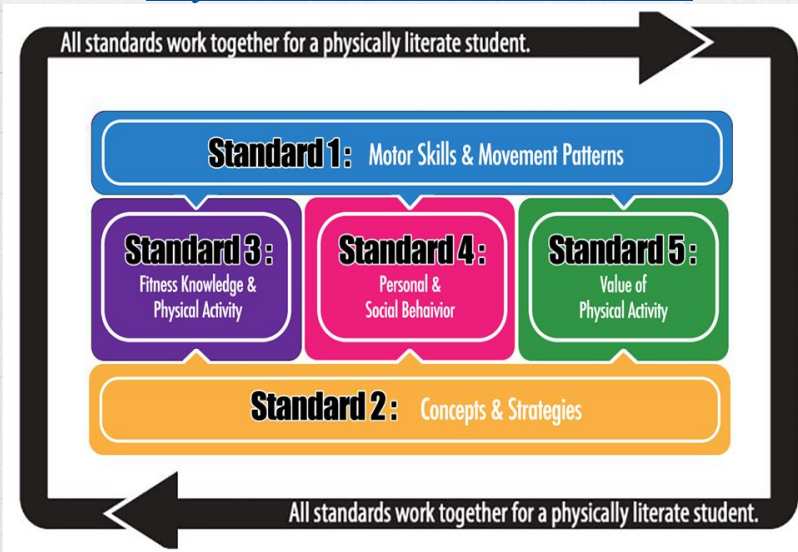 All standards work together for a physically literate student.
Standard 1: Motor Skills & Movement Patterns
Standard 3:
Fitness Knowledge &
Physical Activity
Standard 4:
Personal &
Social Behaivior
Standard 5:
Value of
Physical Activity
Standard 2: Concepts & Strategies
All standards work together for a physically literate student.